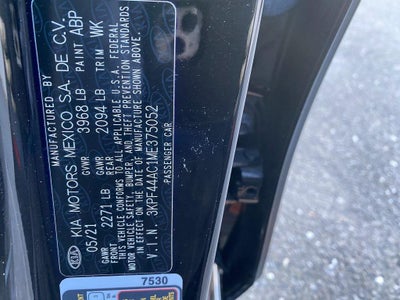 MANUFACTURED BY
KIA KIA MOTORS MEXICO S.A. DE C.V.
05/21 GVWR 3968 LB PAINT ABP
GAWR FRONT 2271 LB GAWR REAR 2094 LB TRIM WK
THIS VEHICLE CONFORMS TO ALL APPLICABLE U.S.A FEDERAL
MOTOR VEHICLE SAFETY, BUMPER, AND THEFT PREVENTION STANDARDS
IN EFFECT ON THE DATE OF MANUFACTURE SHOWN ABOVE.
V.I.N. 3KPF44AC1ME375052
PASSENGER CAR
7530